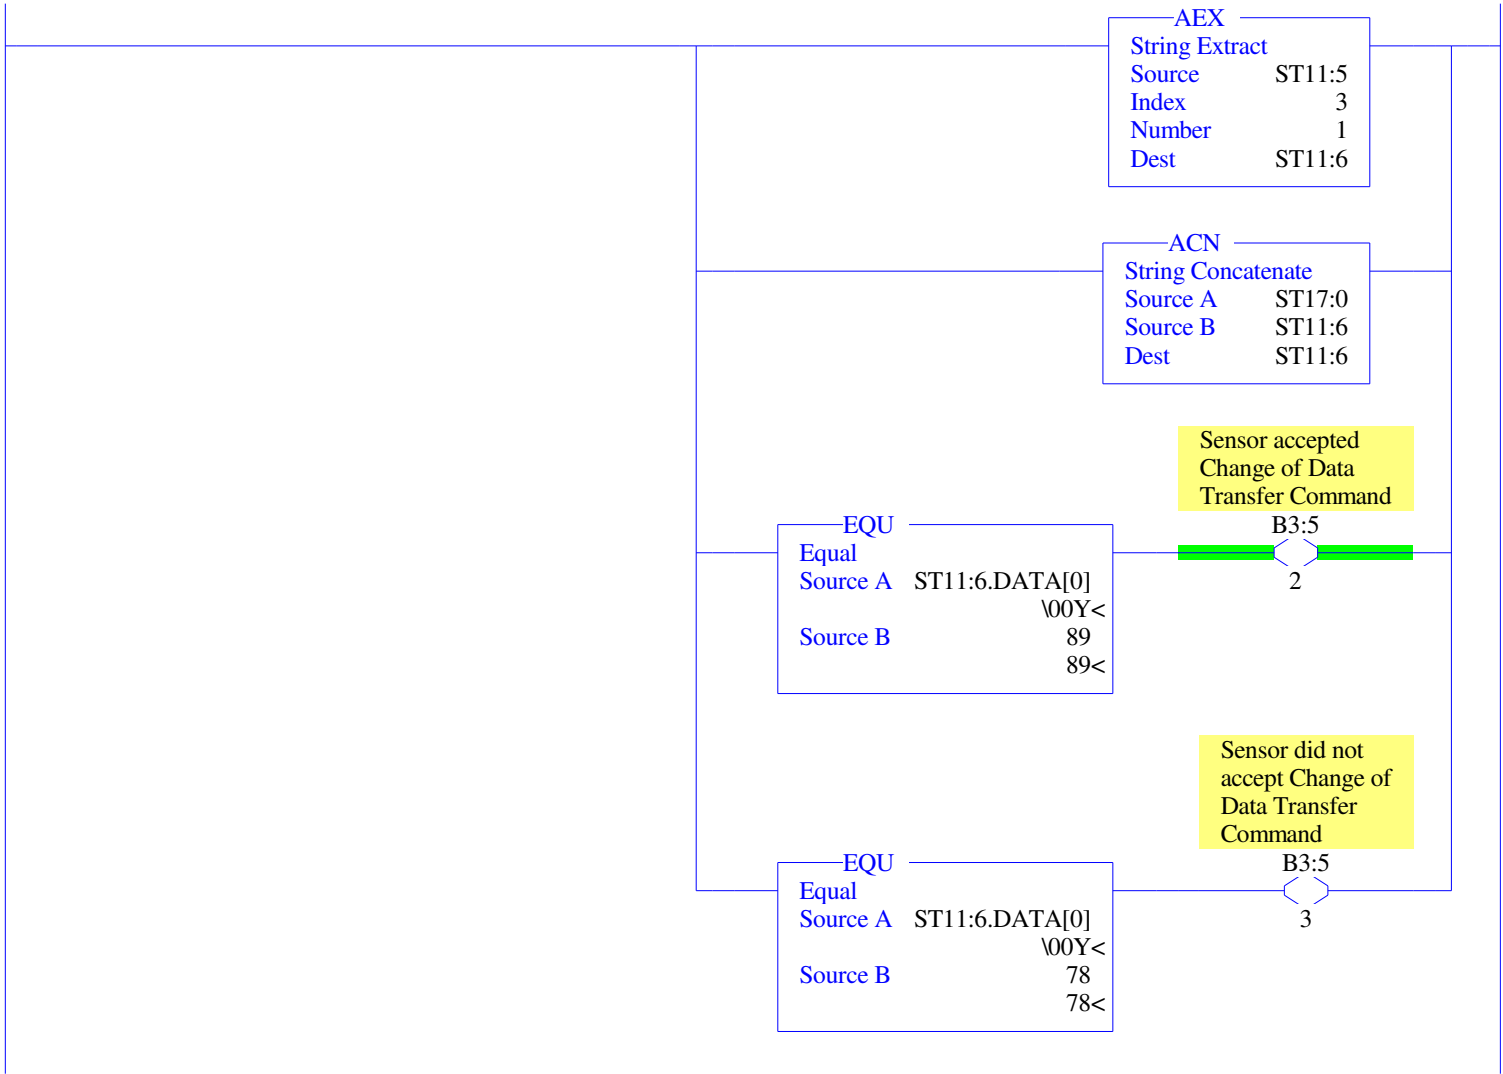 AEX
String Extract
Source ST11:5
Index 3
Number 1
Dest ST11:6
ACN
String Concatenate
Source A ST17:0
Source B ST11:6
Dest ST11:6
Sensor accepted
Change of Data
Transfer Command
B3:5
2
EQU
Equal
Source A ST11:6.DATA[0]
\00Y<
Source B 89
89<
Sensor did not
accept Change of
Data Transfer
Command
B3:5
3
EQU
Equal
Source A ST11:6.DATA[0]
\00Y<
Source B 78
78<